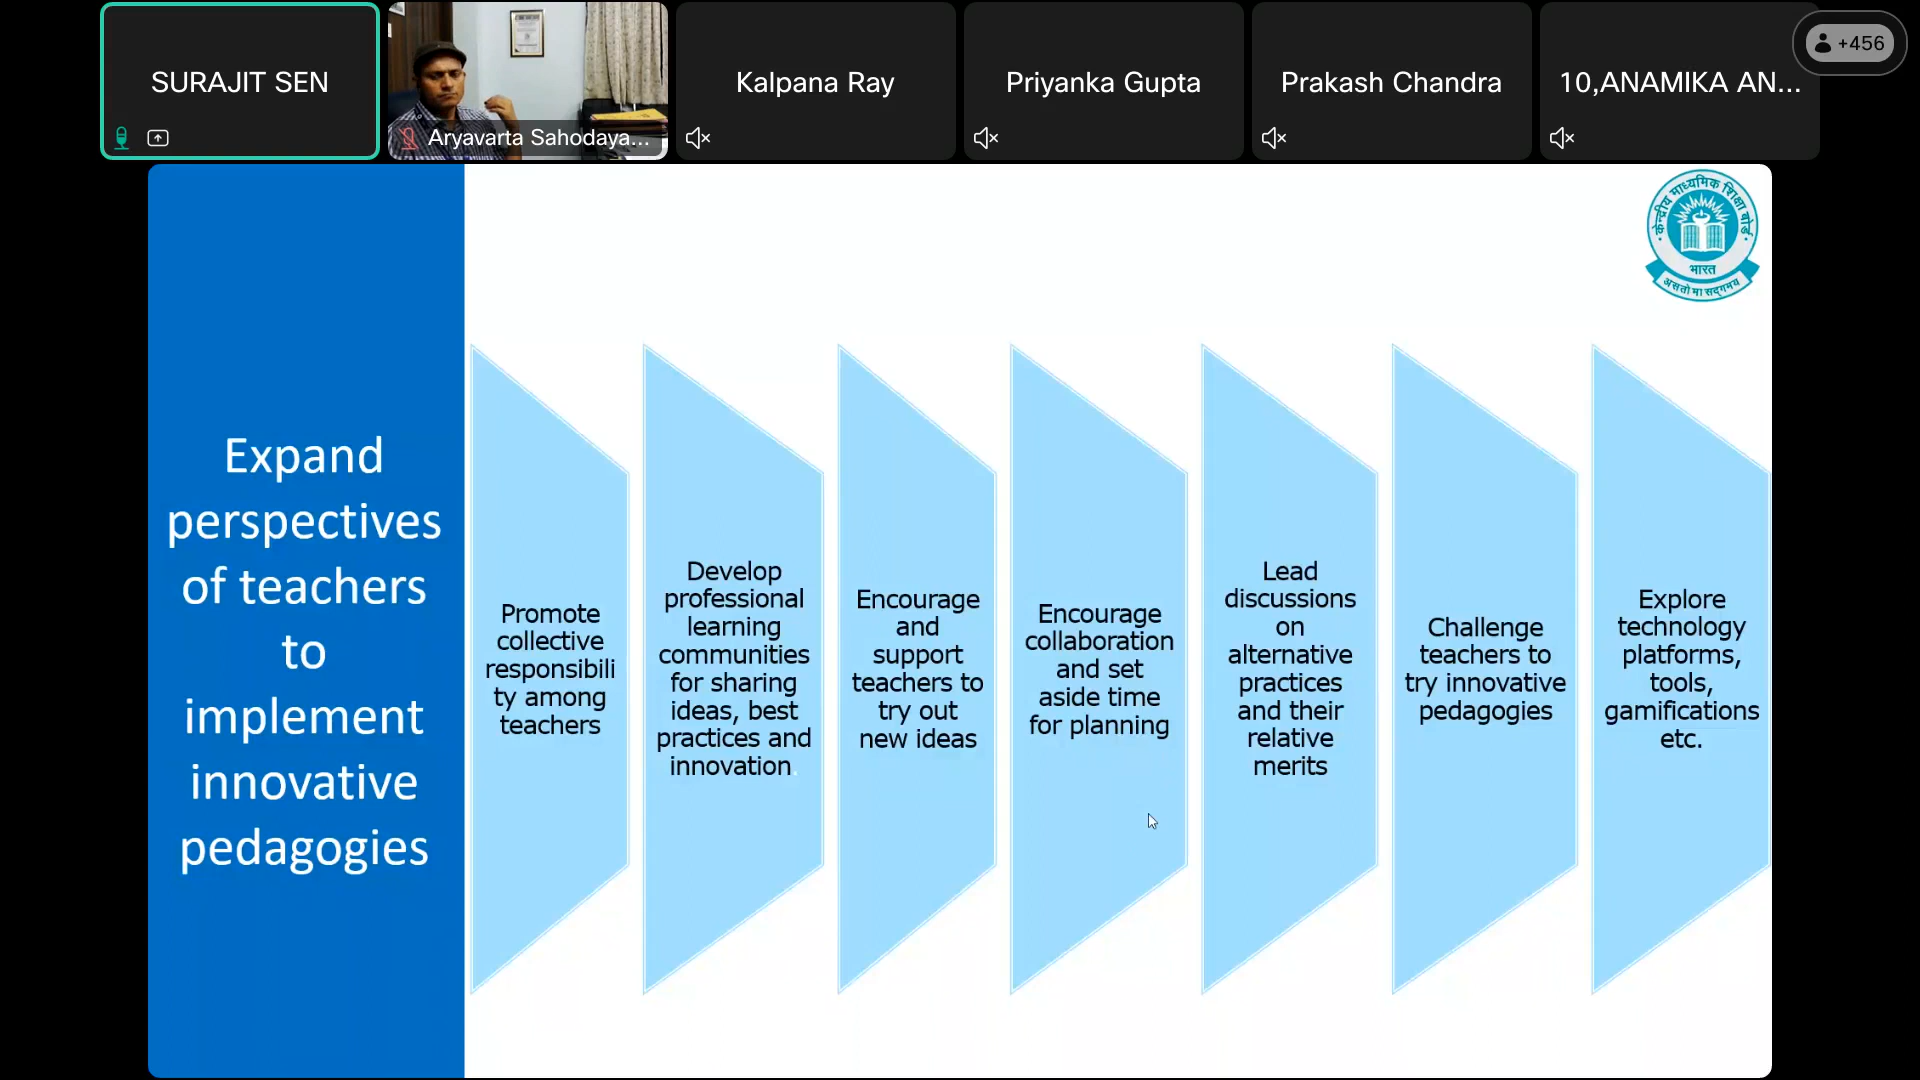 SURAJIT SEN
Aryavarta Sahodaya...
Kalpana Ray
Priyanka Gupta
Prakash Chandra
10,ANAMIKA AN...
+456
केन्द्रीय माध्यमिक शिक्षा बोर्ड
भारत
असतो मा सद्गमय
Expand
perspectives
of teachers
to
implement
innovative
pedagogies
Promote
collective
responsibili
ty among
teachers
Develop
professional
learning
communities
for sharing
ideas, best
practices and
innovation
Encourage
and
support
teachers to
try out
new ideas
Encourage
collaboration
and set
aside time
for planning
Lead
discussions
on
alternative
practices
and their
relative
merits
Challenge
teachers to
try innovative
pedagogies
Explore
technology
platforms,
tools,
gamifications
etc.